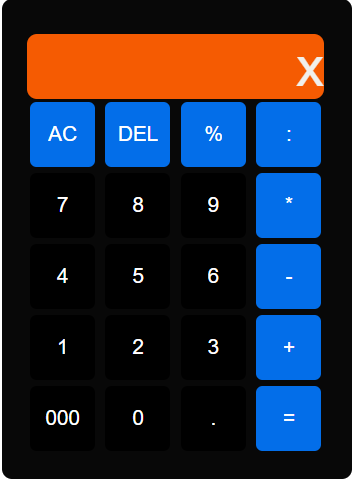 X
AC DEL % :
7 8 9 *
4 5 6 -
1 2 3 +
000 0 . =